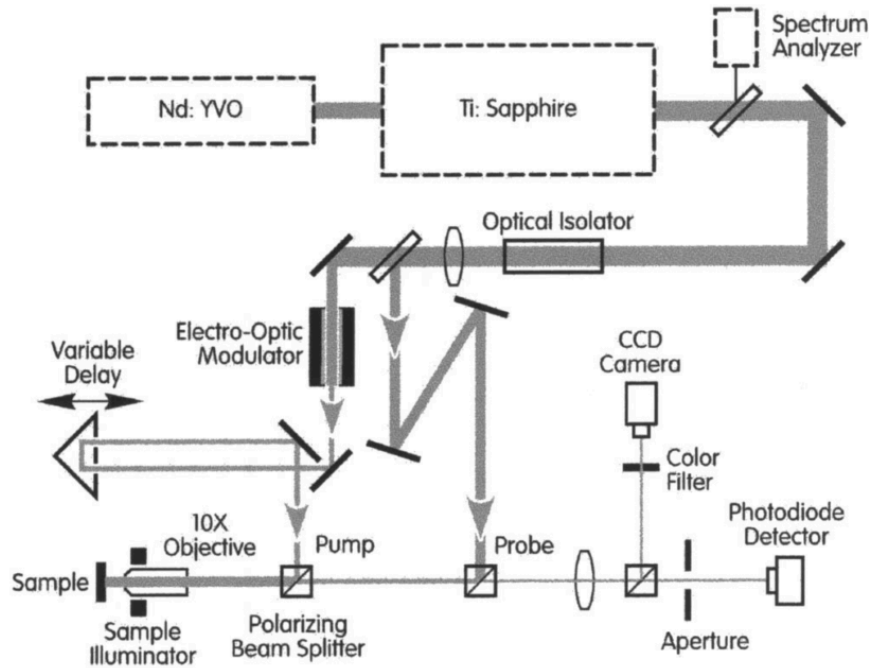 Spectrum
Analyzer
Nd: YVO
Ti: Sapphire
Optical Isolator
Electro-Optic
Modulator
Variable
Delay
CCD
Camera
Color
Filter
10X
Objective
Pump
Probe
Photodiode
Detector
Sample
Sample
Illuminator
Polarizing
Beam Splitter
Aperture